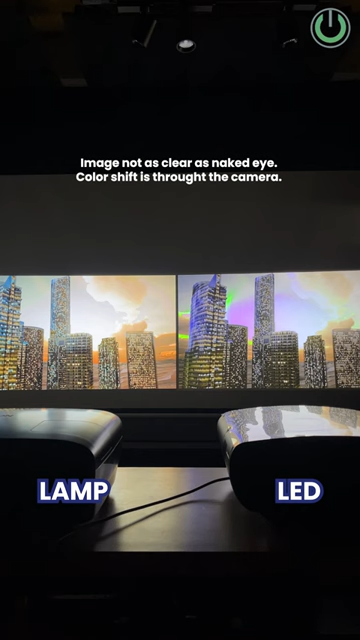 Image not as clear as naked eye.
Color shift is throught the camera.
LAMP
LED